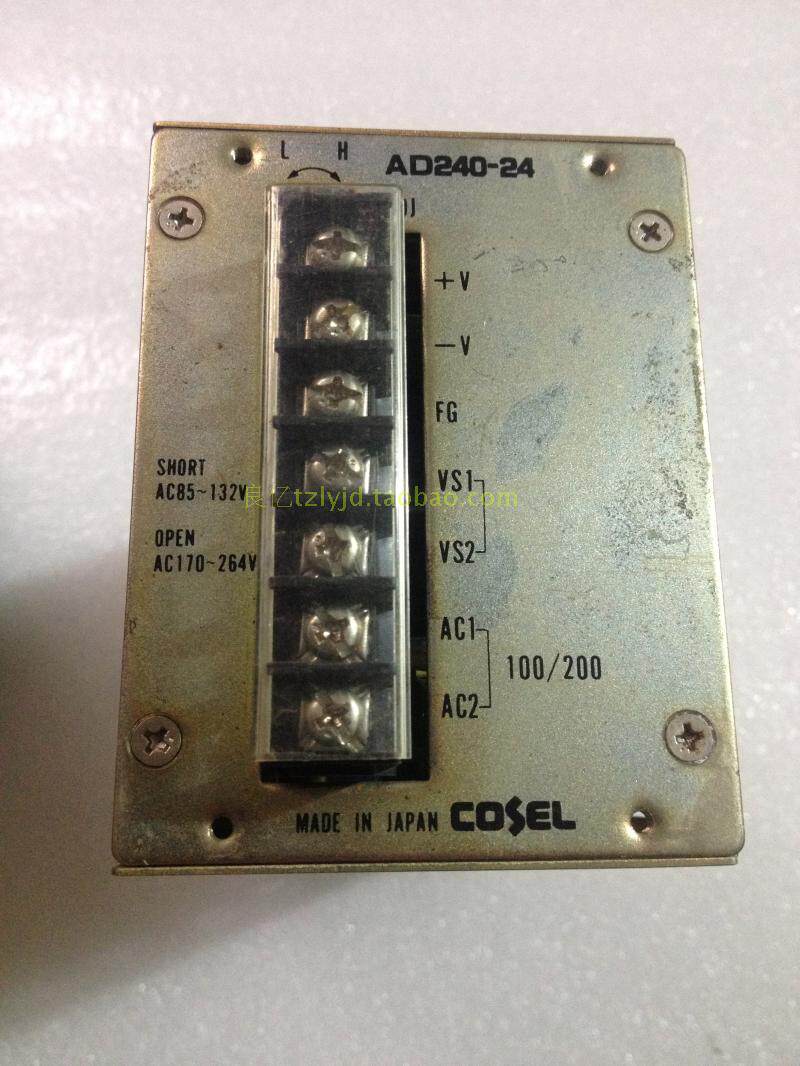 L H
AD240-24
+V
−V
FG
SHORT
AC85~132V
VS1
良亿tzlyjd.taobao.com
OPEN
AC170~264V
VS2
AC1
100/200
AC2
MADE IN JAPAN COSEL